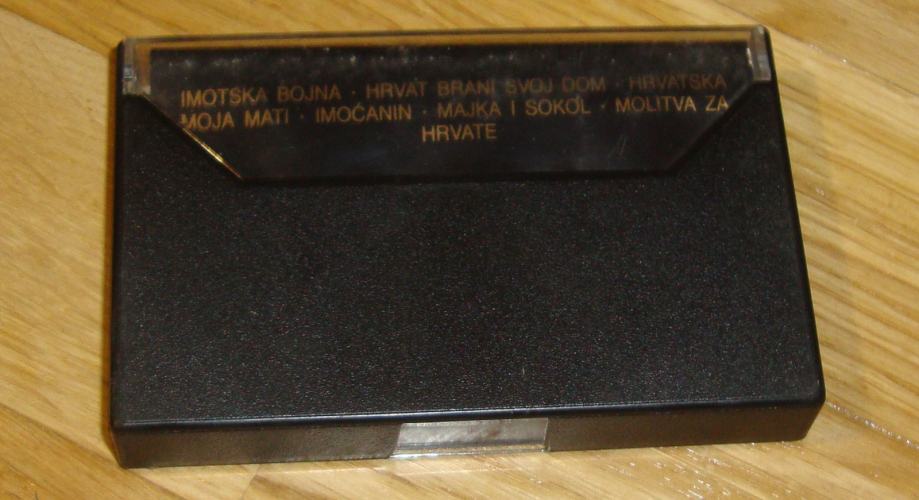 IMOTSKA BOJNA · HRVAT BRANI SVOJ DOM · HRVATSKA
MOJA MATI · IMOĆANIN · MAJKA I SOKOL · MOLITVA ZA
HRVATE